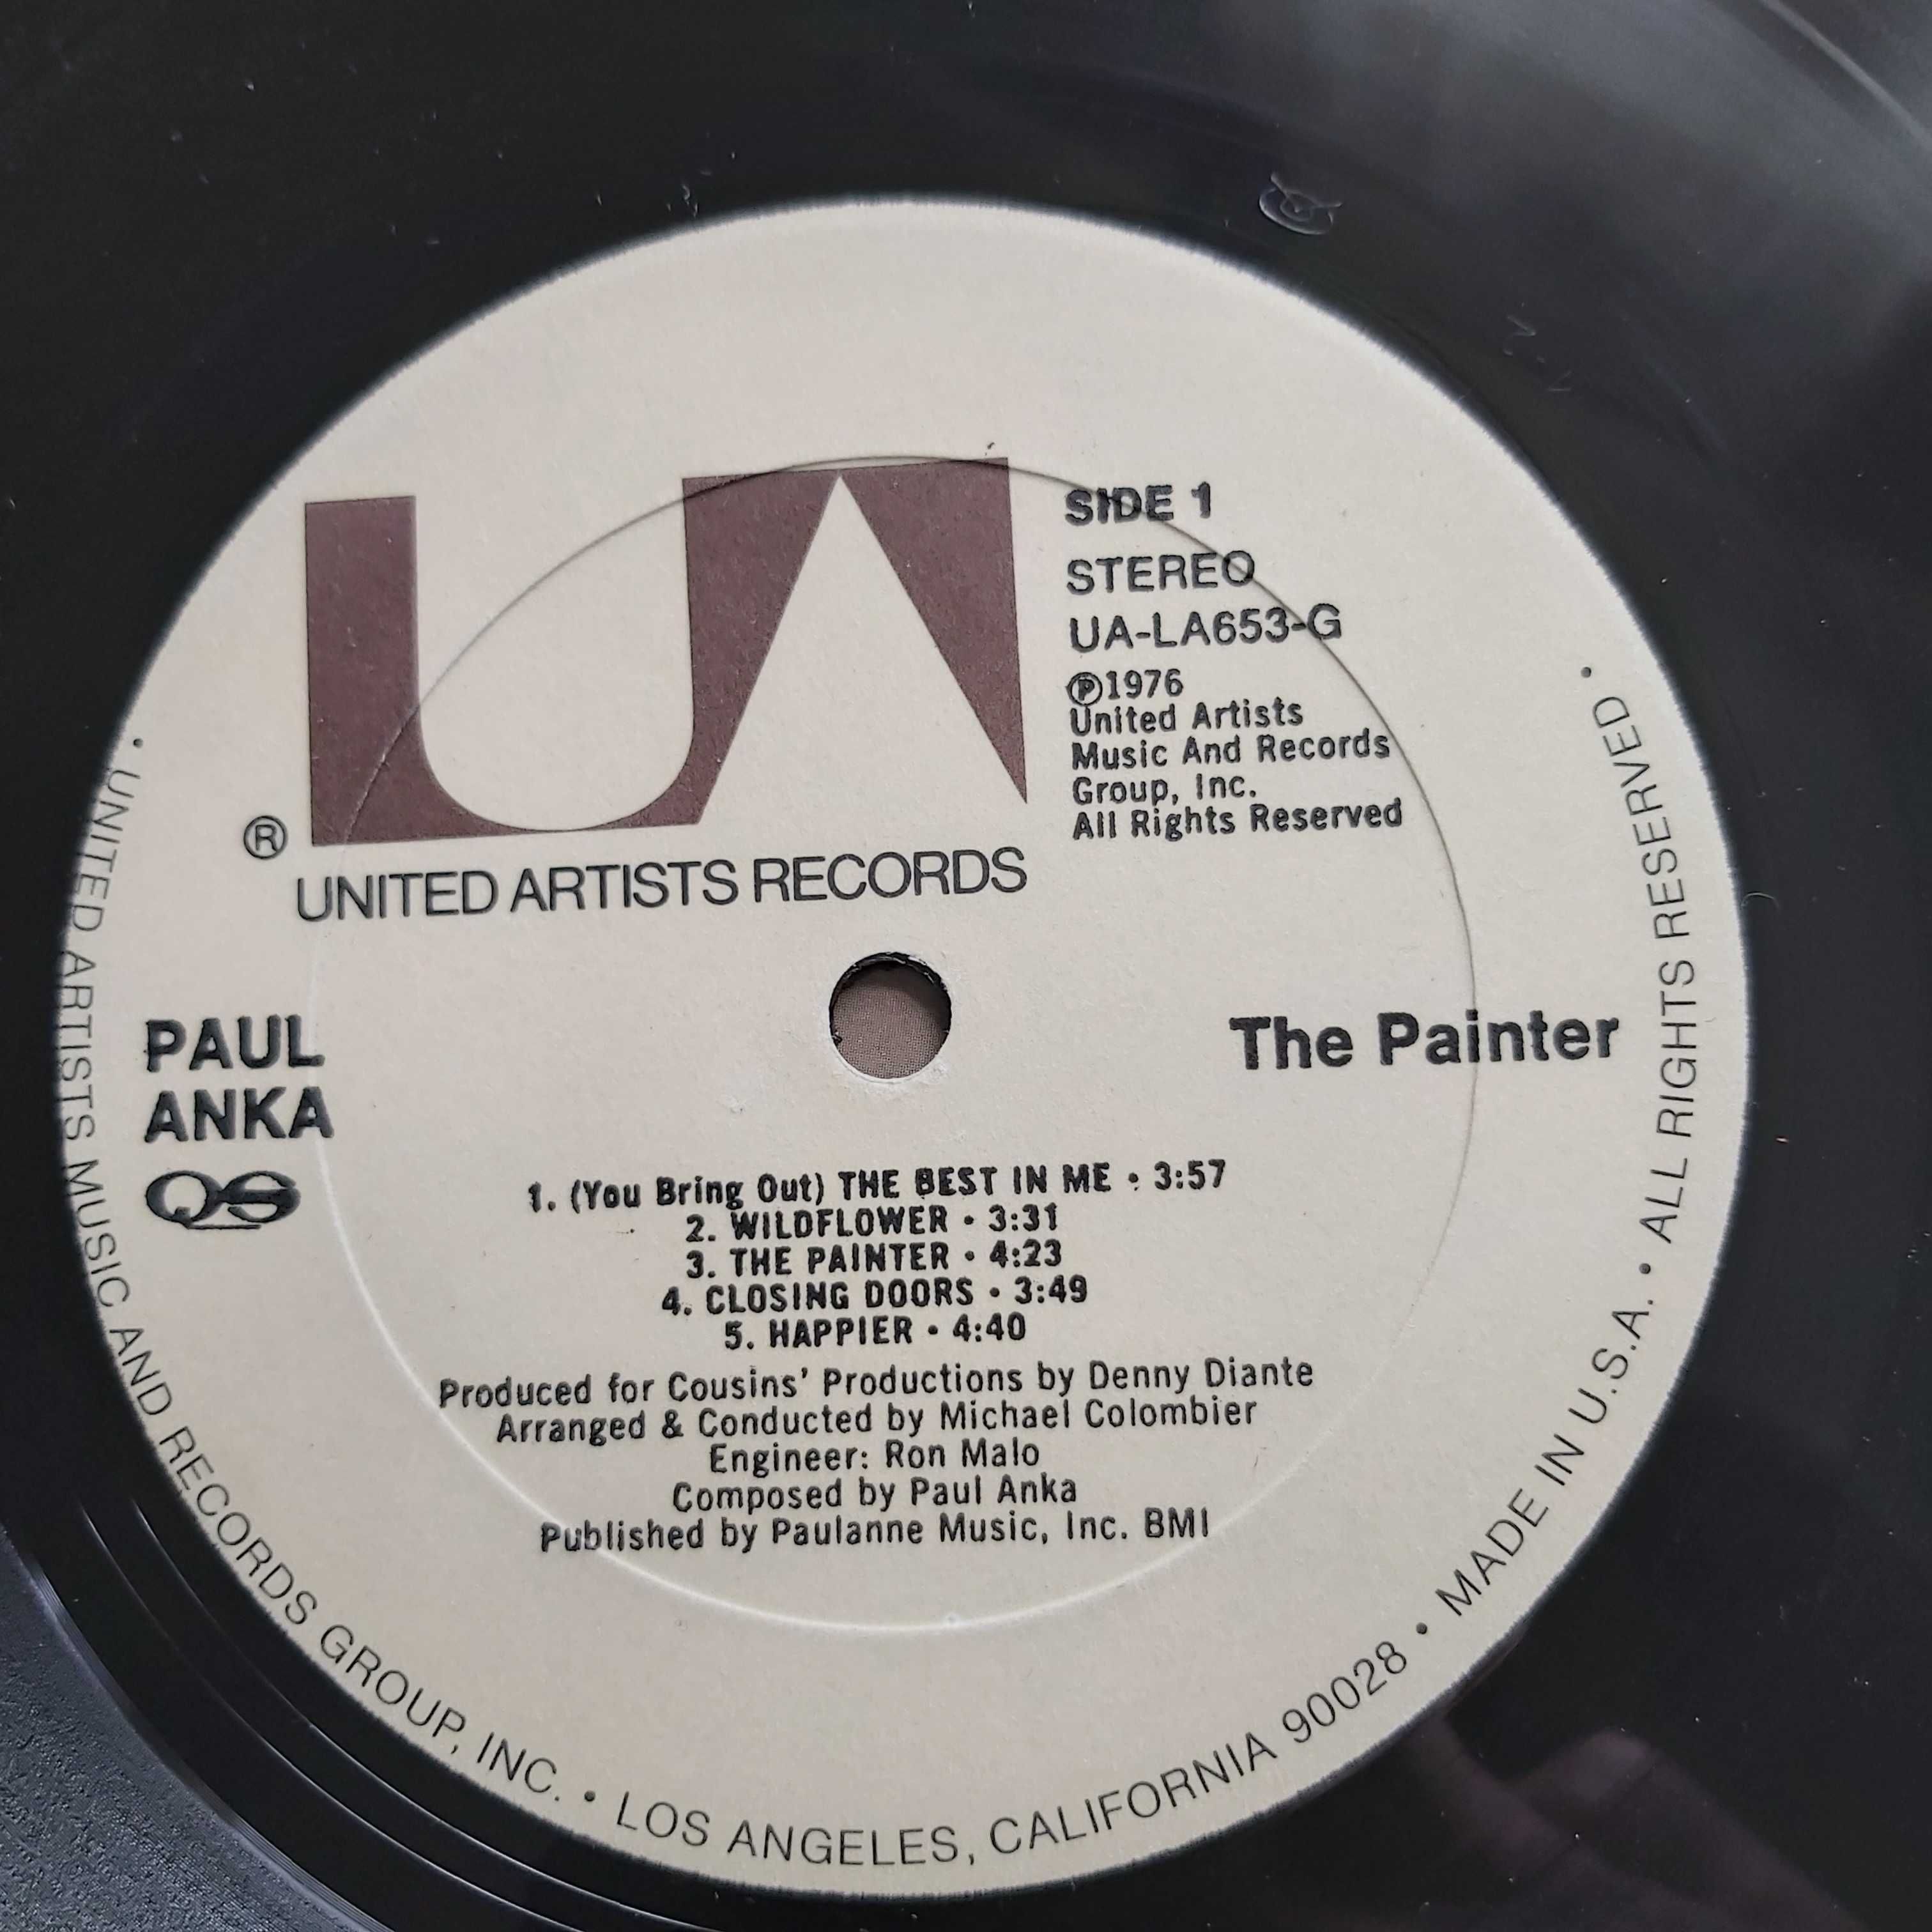 UA
®
UNITED ARTISTS RECORDS
SIDE 1
STEREO
UA-LA653-G
℗1976
United Artists
Music And Records
Group, Inc.
All Rights Reserved
PAUL
ANKA
QS
The Painter
1. (You Bring Out) THE BEST IN ME • 3:57
2. WILDFLOWER • 3:31
3. THE PAINTER • 4:23
4. CLOSING DOORS • 3:49
5. HAPPIER • 4:40
Produced for Cousins' Productions by Denny Diante
Arranged & Conducted by Michael Colombier
Engineer: Ron Malo
Composed by Paul Anka
Published by Paulanne Music, Inc. BMI
• UNITED ARTISTS MUSIC AND RECORDS GROUP, INC. • LOS ANGELES, CALIFORNIA 90028 • MADE IN U.S.A. • ALL RIGHTS RESERVED •